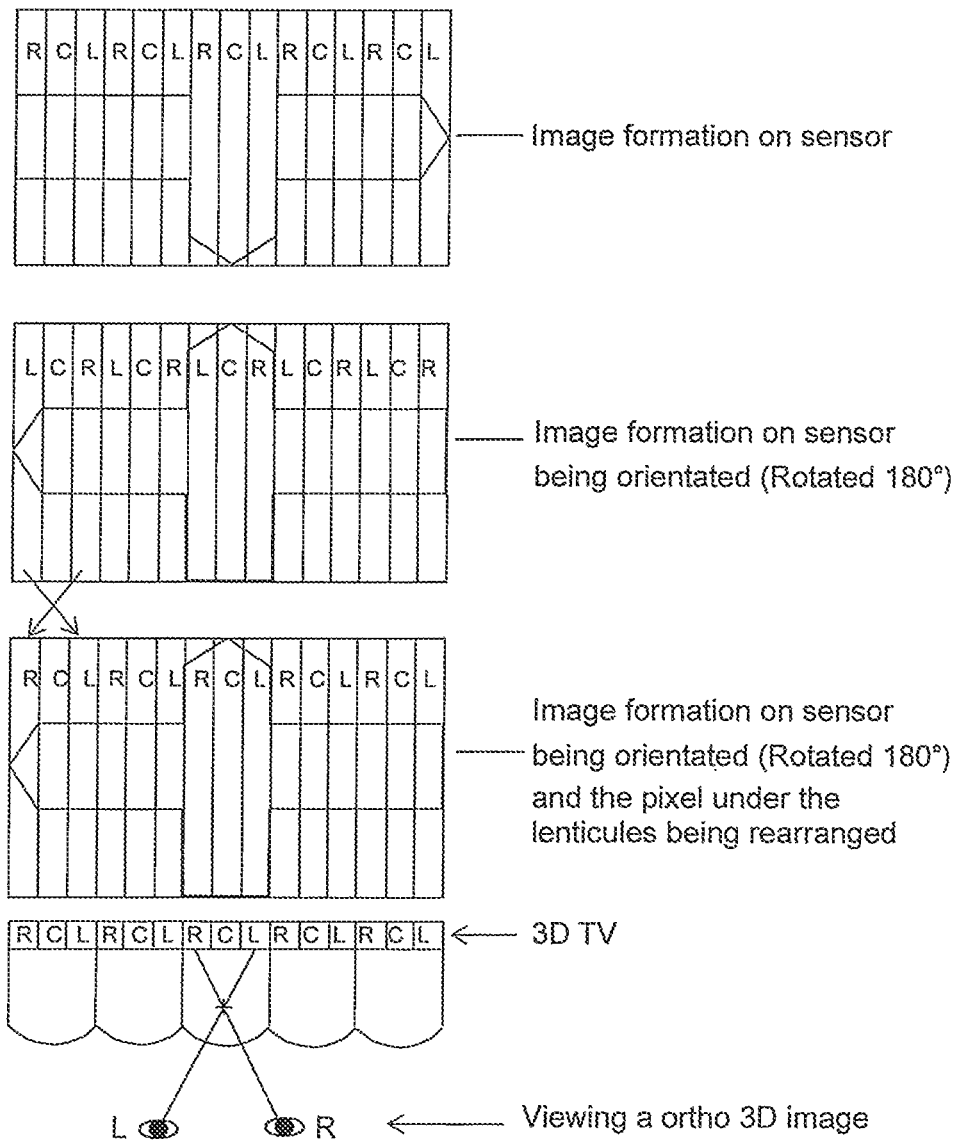 R C L R C L R C L R C L R C L
Image formation on sensor
L C R L C R L C R L C R L C R
Image formation on sensor
being orientated (Rotated 180°)
R C L R C L R C L R C L R C L
Image formation on sensor
being orientated (Rotated 180°)
and the pixel under the
lenticules being rearranged
R C L R C L R C L R C L R C L
3D TV
L R
Viewing a ortho 3D image